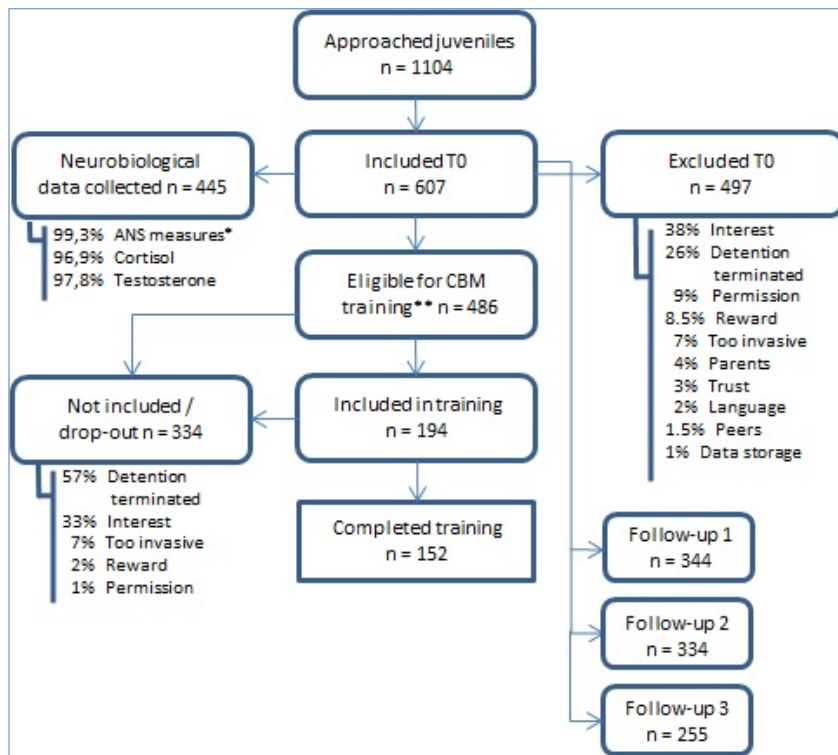 Approached juveniles
n = 1104
Neurobiological
data collected n = 445
99,3% ANS measures*
96,9% Cortisol
97,8% Testosterone
Included T0
n = 607
Excluded T0
n = 497
38% Interest
26% Detention
terminated
9% Permission
8.5% Reward
7% Too invasive
4% Parents
3% Trust
2% Language
1.5% Peers
1% Data storage
Eligible for CBM
training** n = 486
Not included /
drop-out n = 334
57% Detention
terminated
33% Interest
7% Too invasive
2% Reward
1% Permission
Included in training
n = 194
Completed training
n = 152
Follow-up 1
n = 344
Follow-up 2
n = 334
Follow-up 3
n = 255